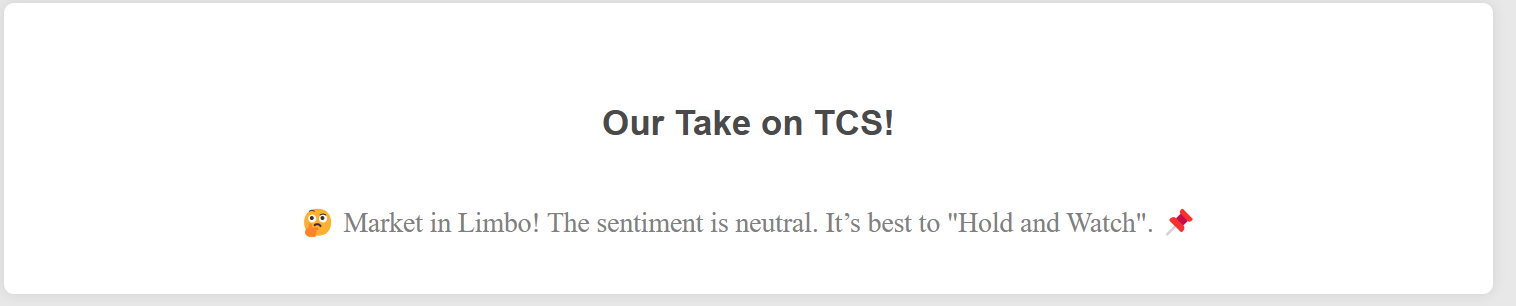 Our Take on TCS!
🤔 Market in Limbo! The sentiment is neutral. It’s best to "Hold and Watch". 📌